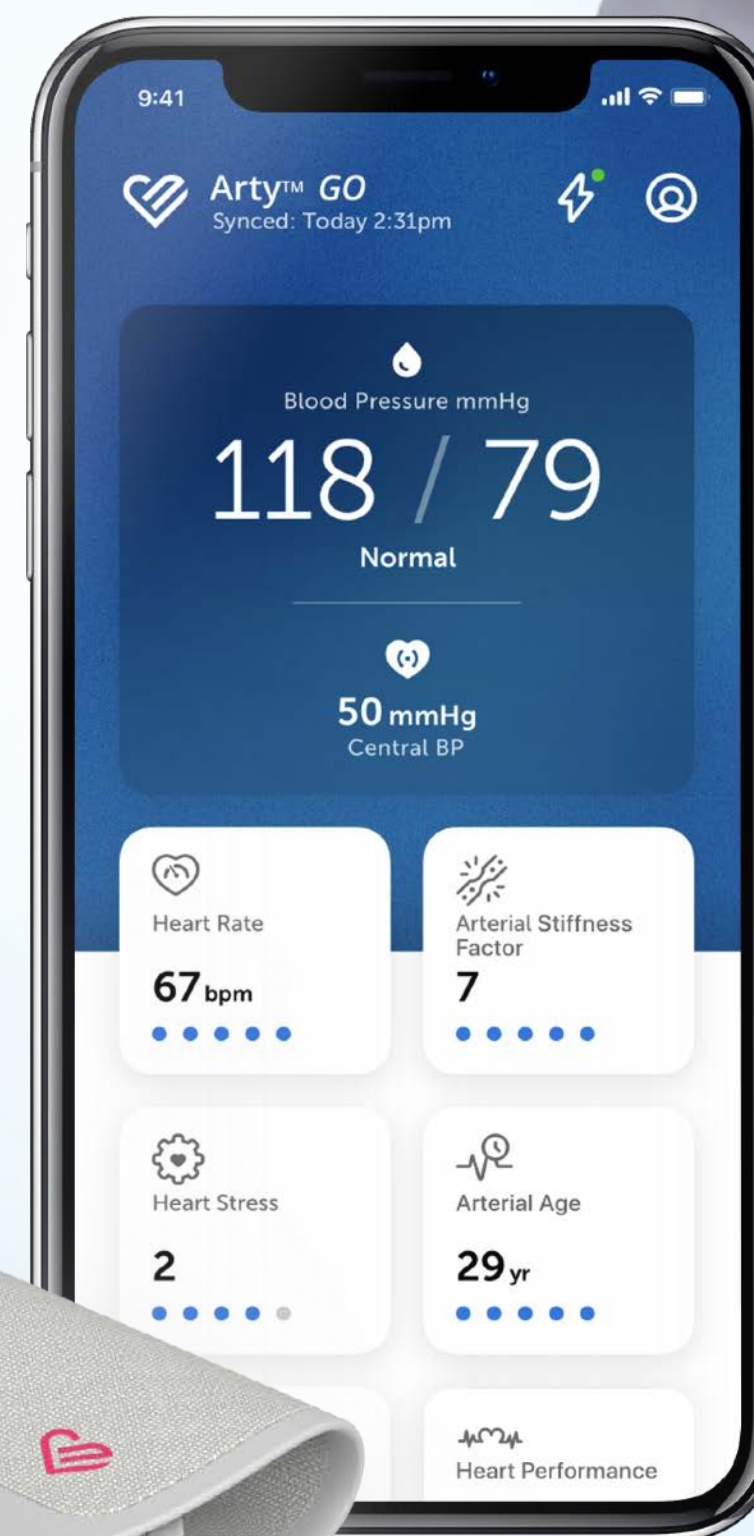 9:41
Arty™ GO
Synced: Today 2:31pm
Blood Pressure mmHg
118 / 79
Normal
50 mmHg
Central BP
Heart Rate
67 bpm
Arterial Stiffness
Factor
7
Heart Stress
2
Arterial Age
29 yr
Heart Performance